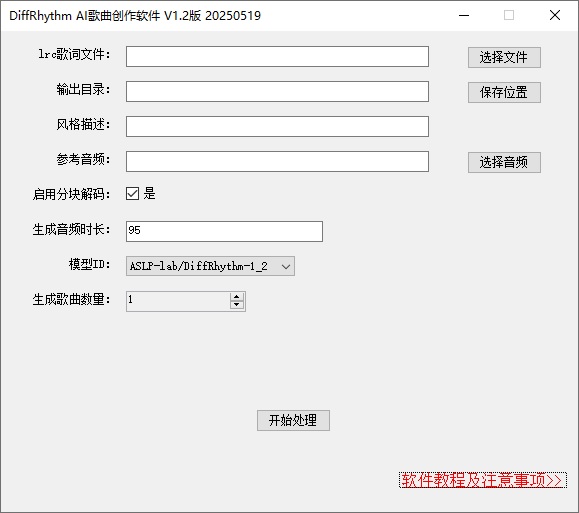 DiffRhythm AI歌曲创作软件 V1.2版 20250519
lrc歌词文件： 选择文件
输出目录： 保存位置
风格描述：
参考音频： 选择音频
启用分块解码： 是
生成音频时长： 95
模型ID： ASLP-lab/DiffRhythm-1_2
生成歌曲数量： 1
开始处理
软件教程及注意事项>>